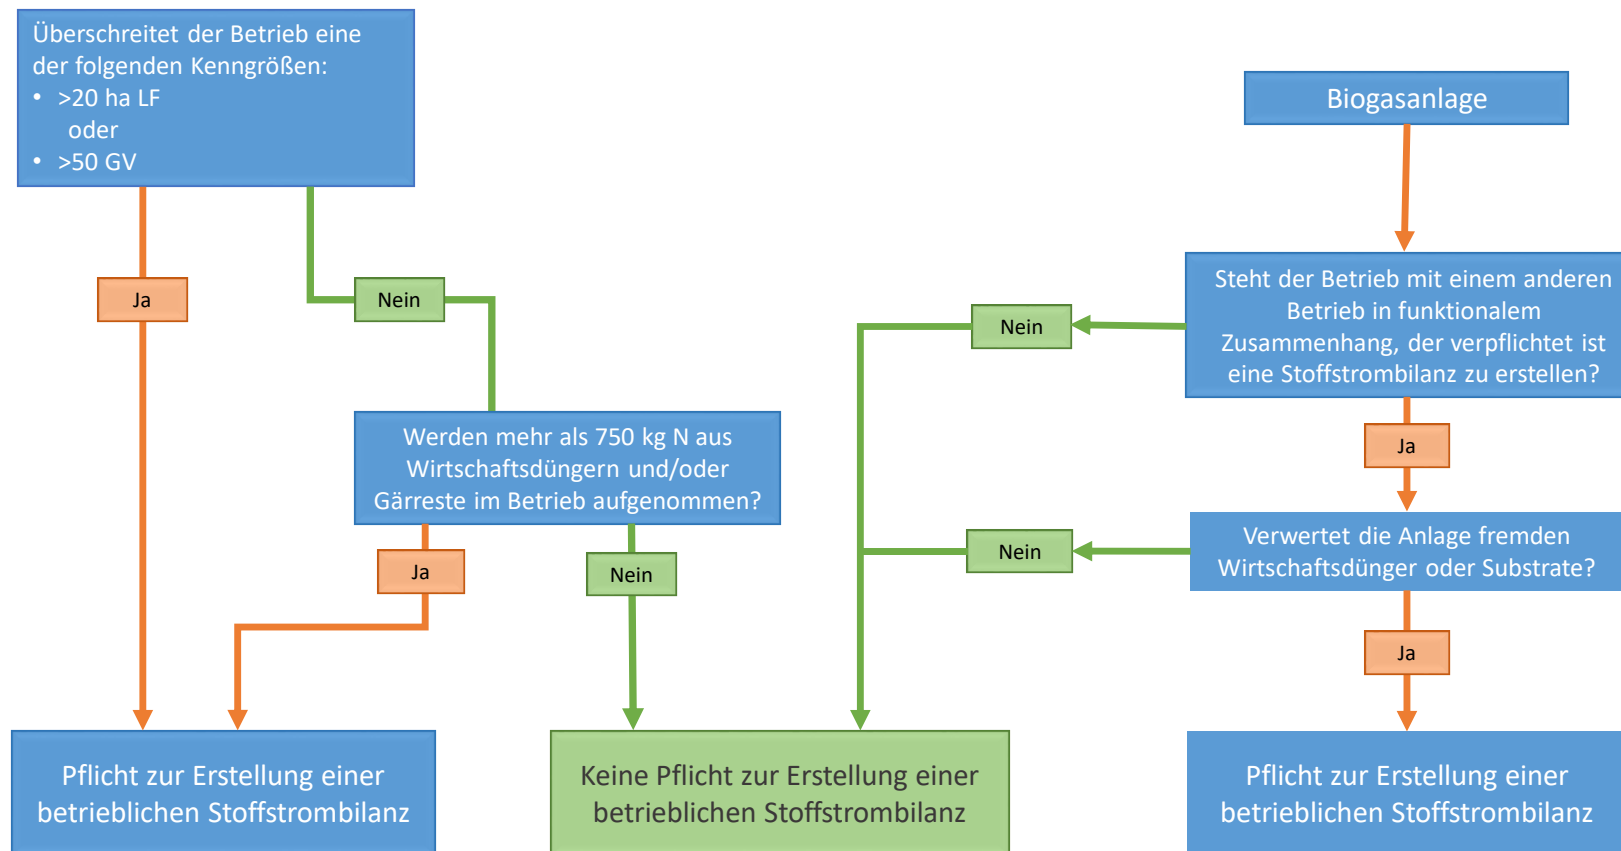 Überschreitet der Betrieb eine
der folgenden Kenngrößen:
• >20 ha LF
oder
• >50 GV
Biogasanlage
Ja
Nein
Nein
Steht der Betrieb mit einem anderen
Betrieb in funktionalem
Zusammenhang, der verpflichtet ist
eine Stoffstrombilanz zu erstellen?
Werden mehr als 750 kg N aus
Wirtschaftsdüngern und/oder
Gärreste im Betrieb aufgenommen?
Ja
Ja
Nein
Nein
Verwertet die Anlage fremden
Wirtschaftsdünger oder Substrate?
Ja
Pflicht zur Erstellung einer
betrieblichen Stoffstrombilanz
Keine Pflicht zur Erstellung einer
betrieblichen Stoffstrombilanz
Pflicht zur Erstellung einer
betrieblichen Stoffstrombilanz